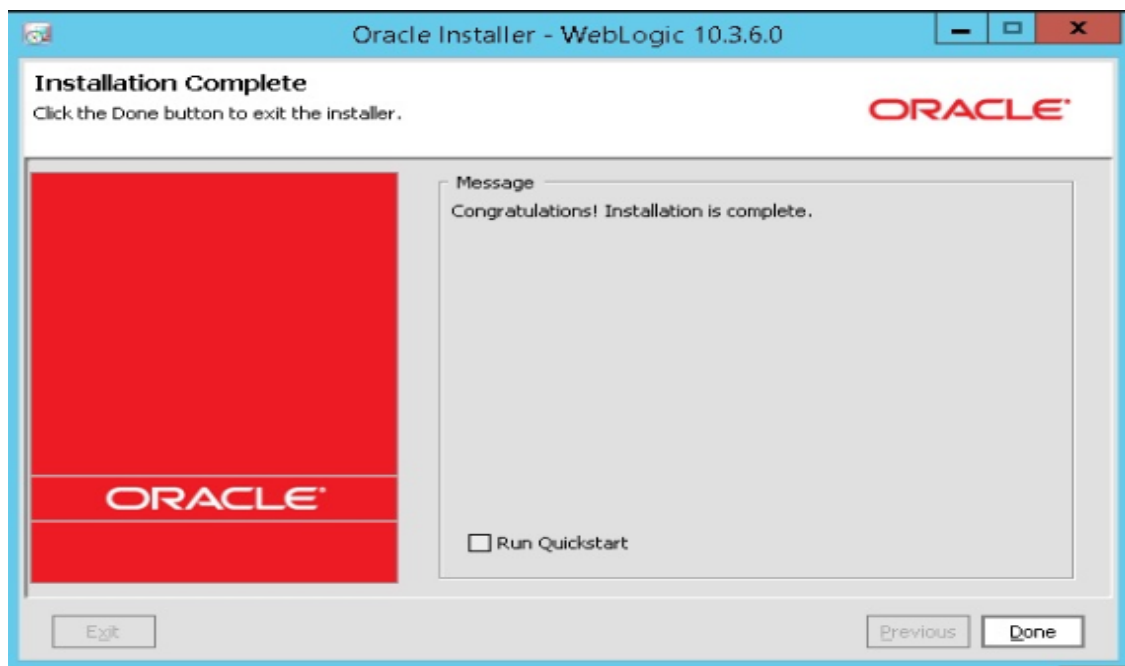 Oracle Installer - WebLogic 10.3.6.0
Installation Complete
Click the Done button to exit the installer.
ORACLE
Message
Congratulations! Installation is complete.
ORACLE
Run Quickstart
Exit
Previous
Done